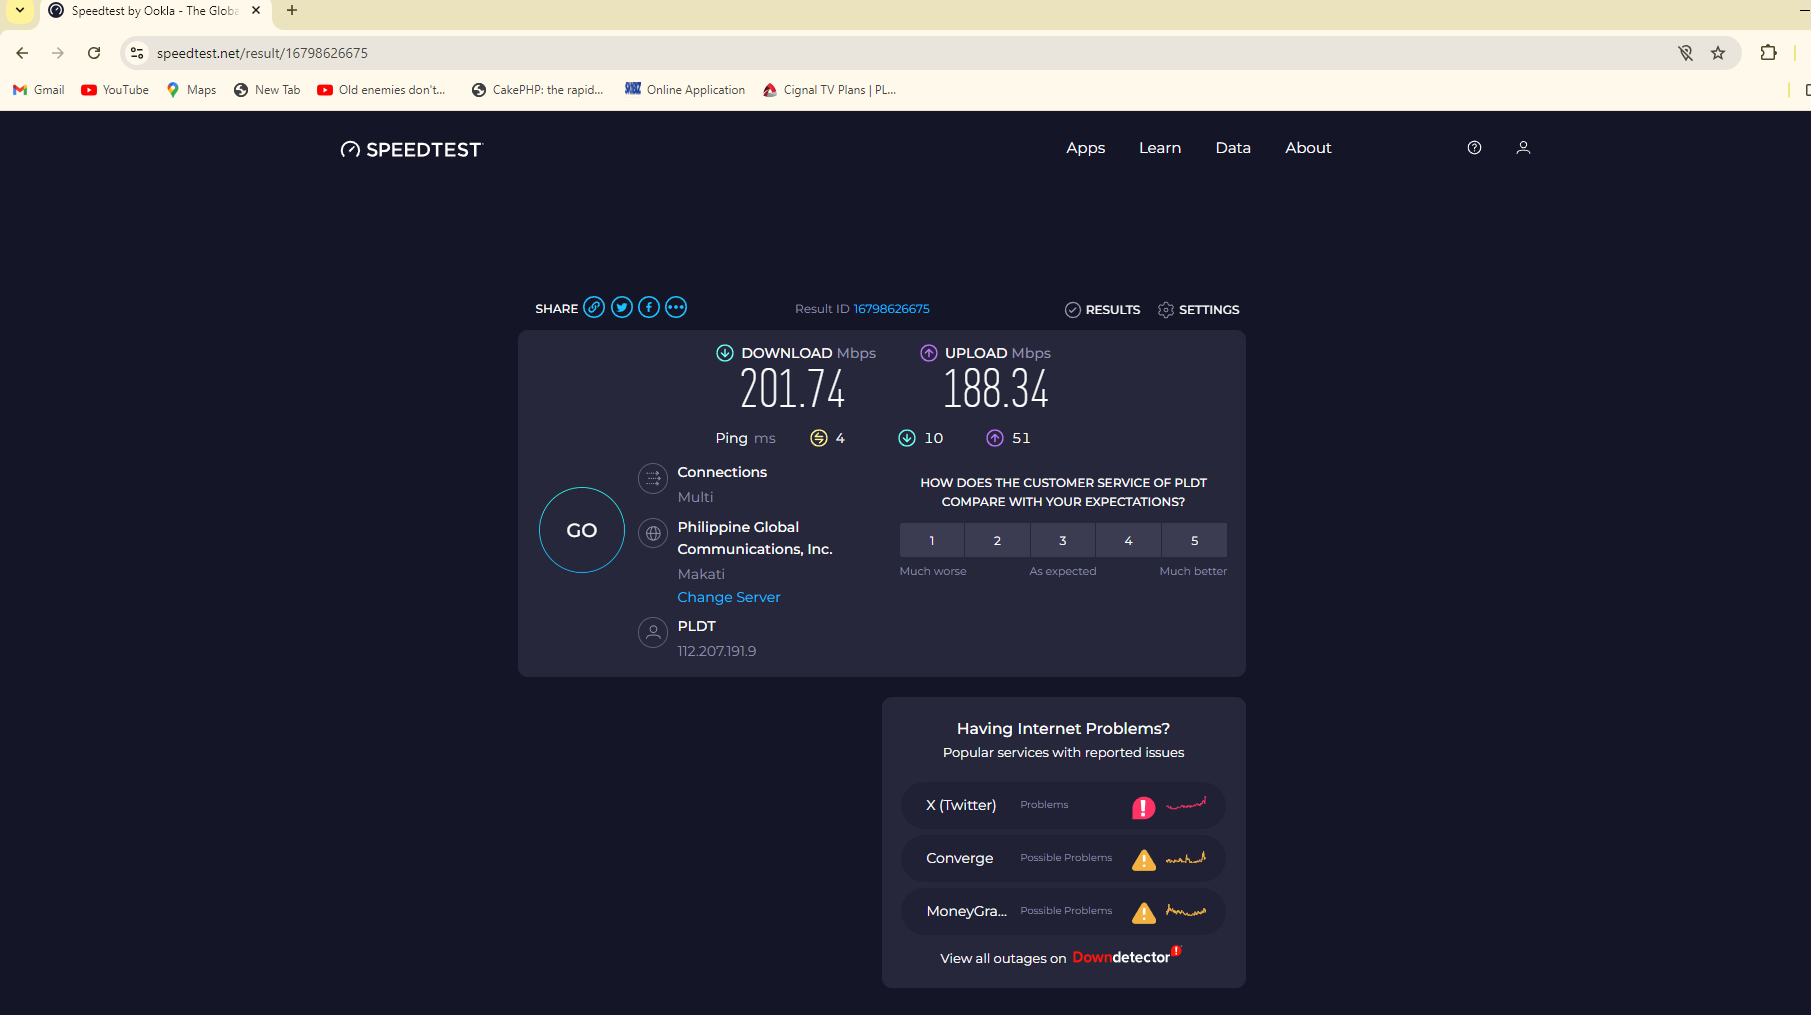 Speedtest by Ookla - The Globa
speedtest.net/result/16798626675
Gmail YouTube Maps New Tab Old enemies don't... CakePHP: the rapid... Online Application Cignal TV Plans | PL...
SPEEDTEST Apps Learn Data About
SHARE Result ID 16798626675 RESULTS SETTINGS
DOWNLOAD Mbps UPLOAD Mbps
201.74 188.34
Ping ms 4 10 51
GO
Connections
Multi
Philippine Global
Communications, Inc.
Makati
Change Server
PLDT
112.207.191.9
HOW DOES THE CUSTOMER SERVICE OF PLDT
COMPARE WITH YOUR EXPECTATIONS?
1 2 3 4 5
Much worse As expected Much better
Having Internet Problems?
Popular services with reported issues
X (Twitter) Problems
Converge Possible Problems
MoneyGra... Possible Problems
View all outages on Downdetector